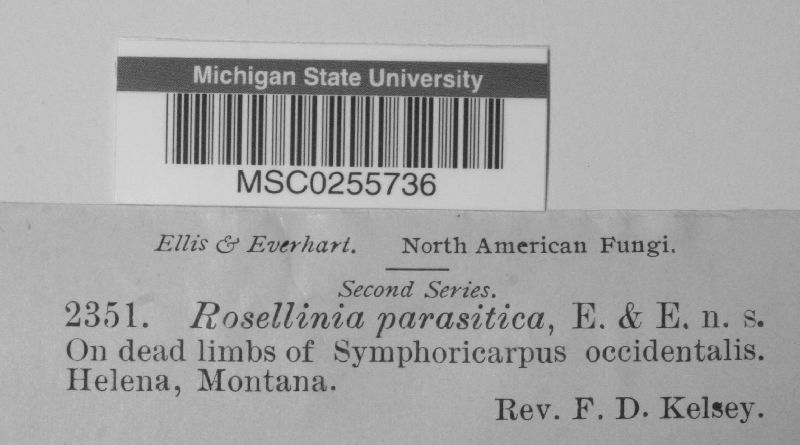 Michigan State University
MSC0255736
Ellis & Everhart. North American Fungi.
Second Series.
2351. Rosellinia parasitica, E. & E. n. s.
On dead limbs of Symphoricarpus occidentalis.
Helena, Montana.
Rev. F. D. Kelsey.